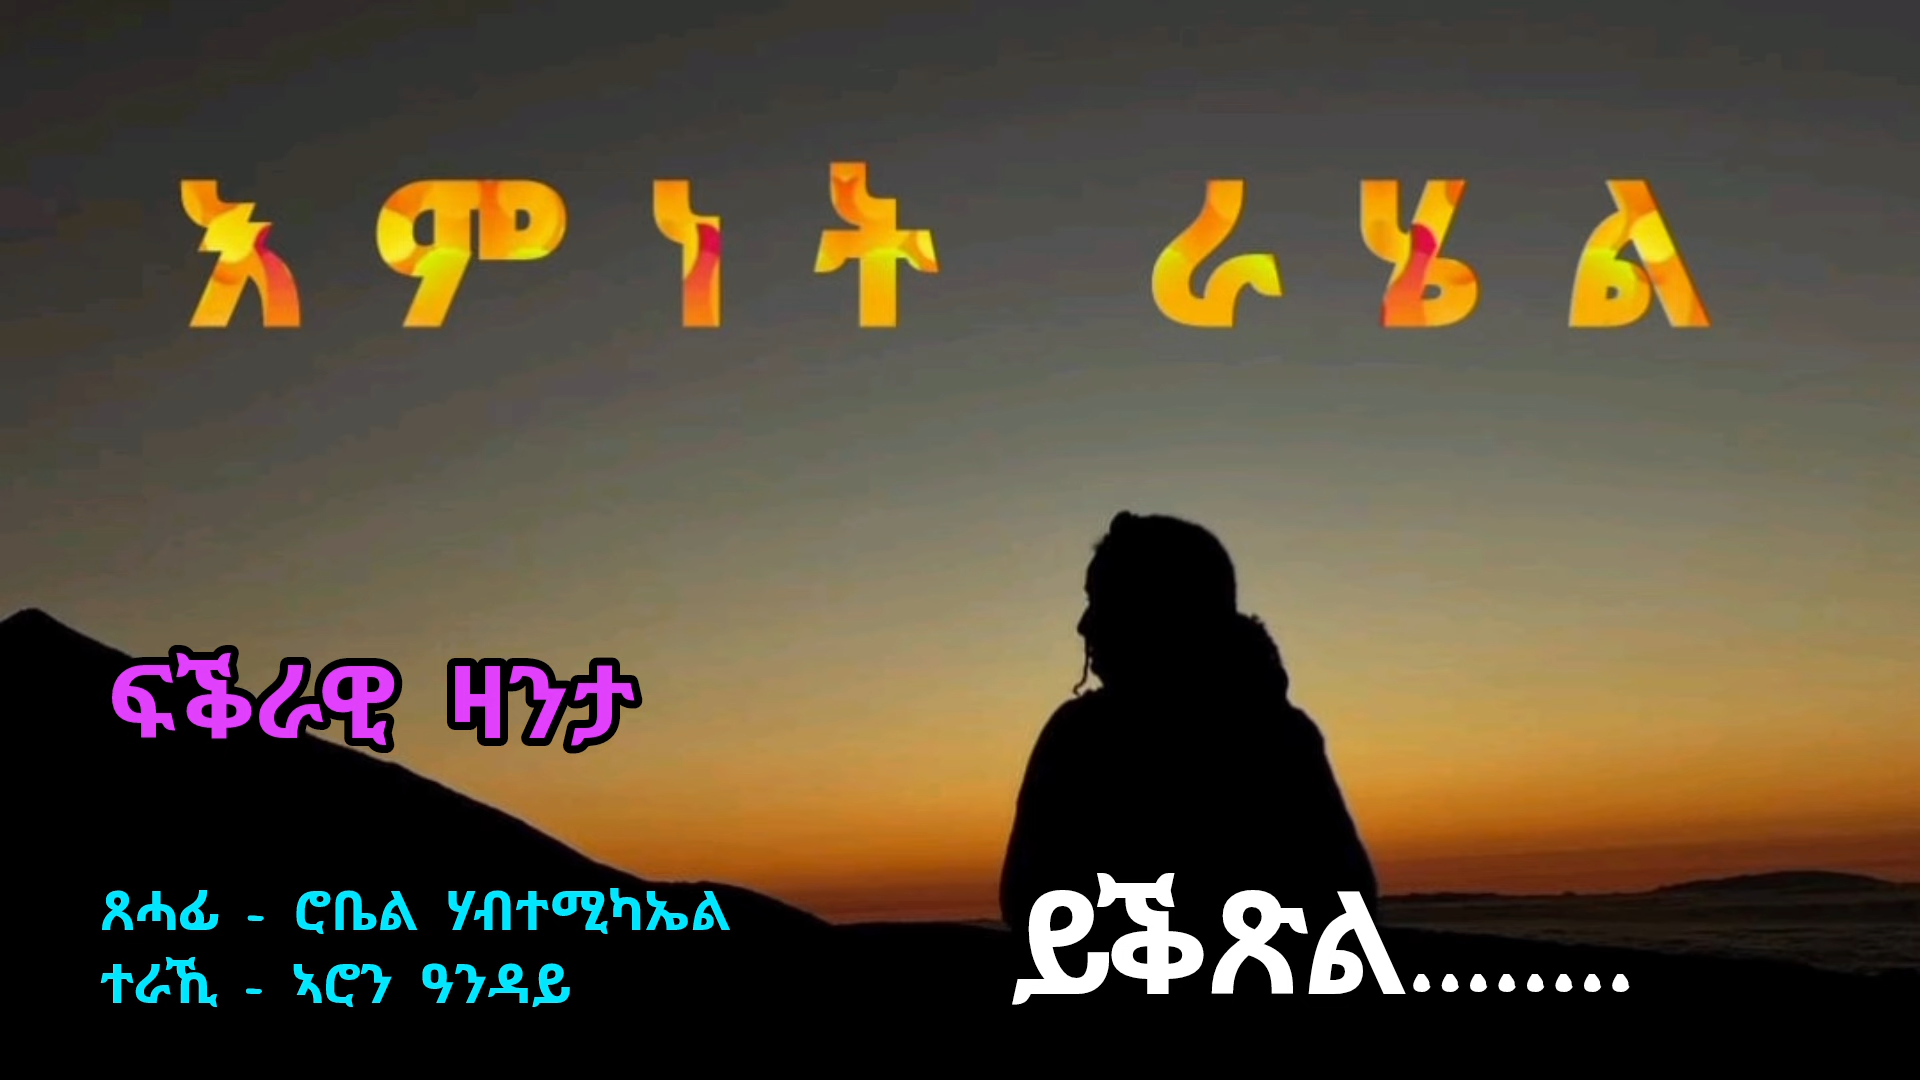 እምነት ራሄል
ፍቕራዊ ዛንታ
ጸሓፊ - ሮቤል ሃብተሚካኤል
ተራኺ - ኣሮን ዓንዳይ
ይቕጽል........